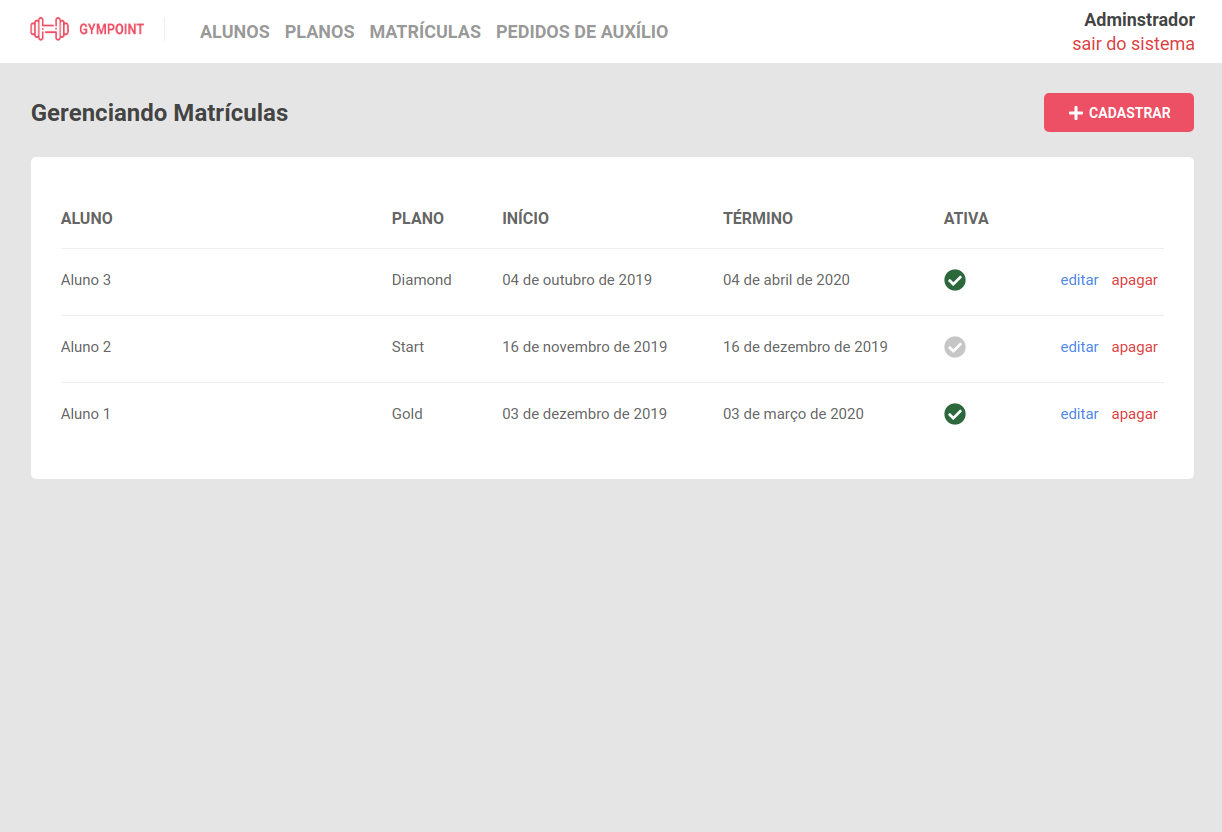 GYMPOINT ALUNOS PLANOS MATRÍCULAS PEDIDOS DE AUXÍLIO Adminstrador
sair do sistema
Gerenciando Matrículas CADASTRAR
ALUNO PLANO INÍCIO TÉRMINO ATIVA
Aluno 3 Diamond 04 de outubro de 2019 04 de abril de 2020 editar apagar
Aluno 2 Start 16 de novembro de 2019 16 de dezembro de 2019 editar apagar
Aluno 1 Gold 03 de dezembro de 2019 03 de março de 2020 editar apagar